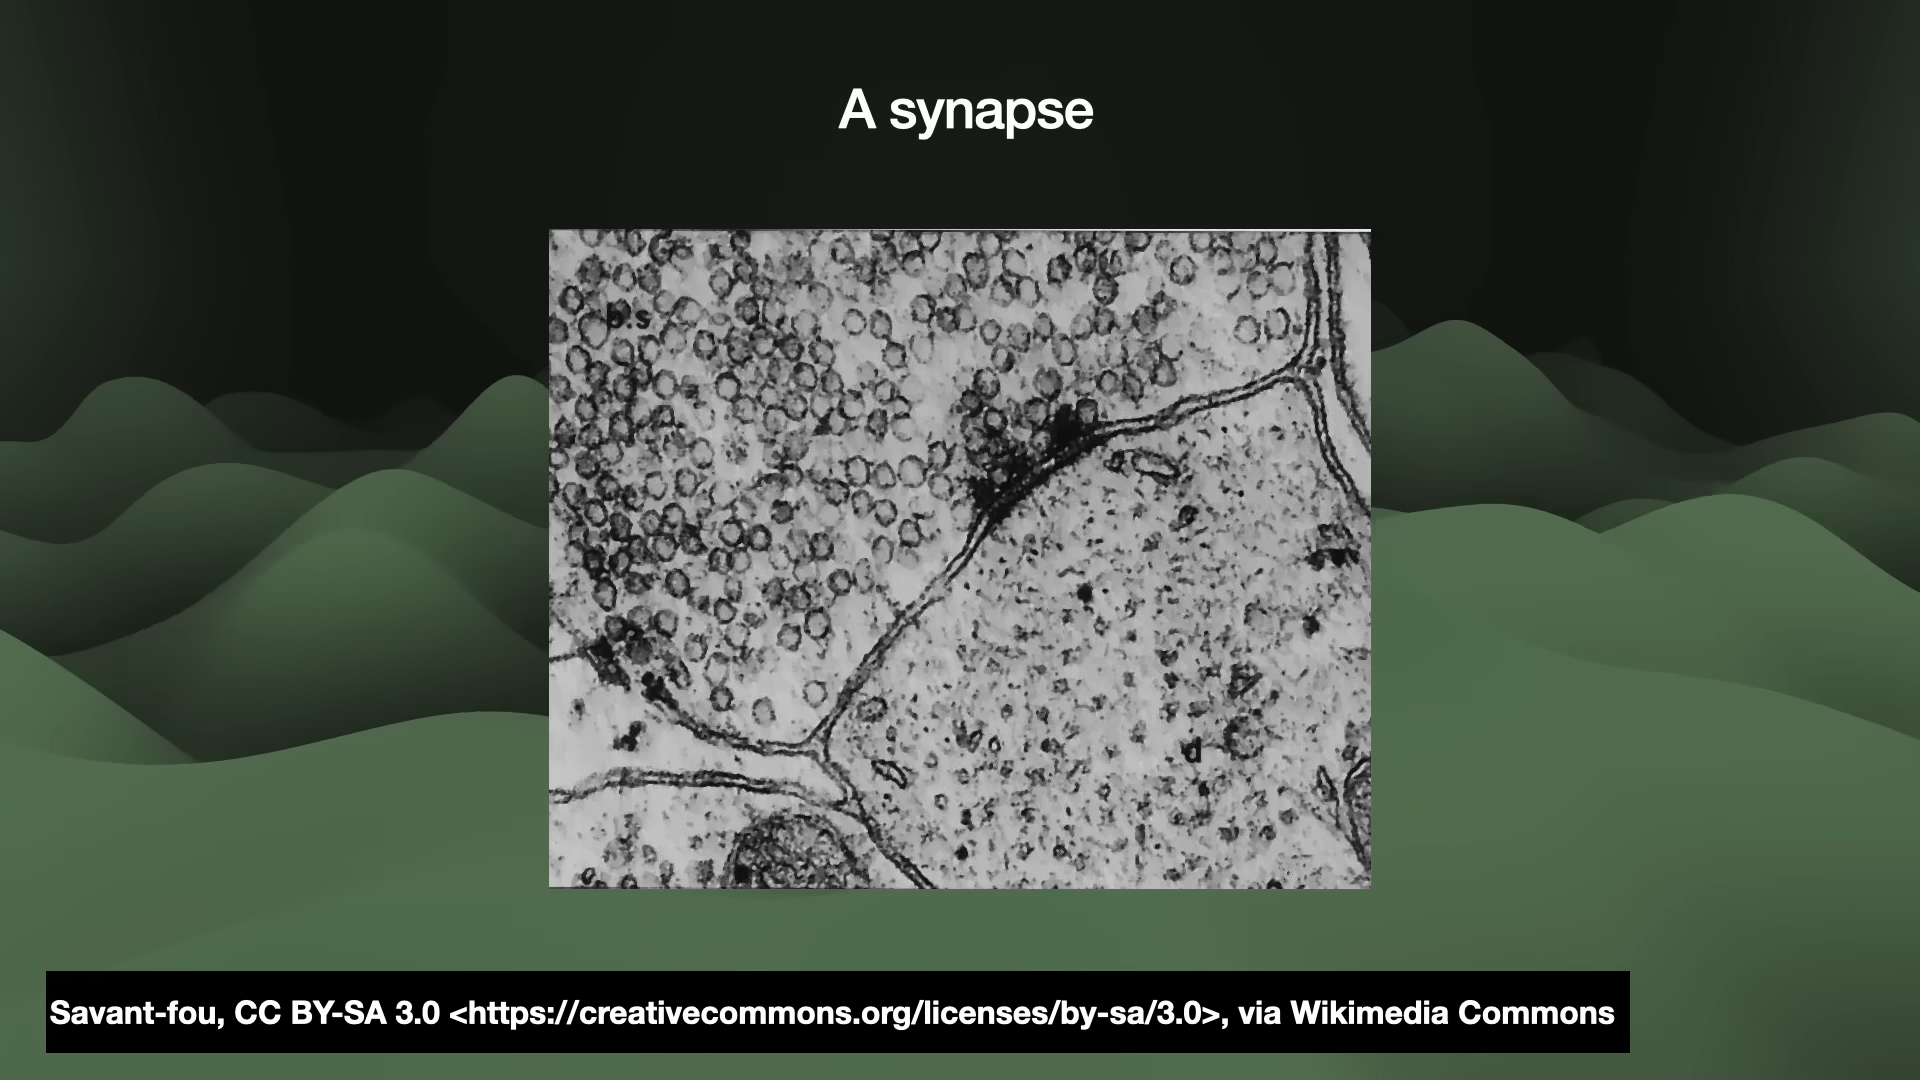 A synapse
b.s
d
Savant-fou, CC BY-SA 3.0 <https://creativecommons.org/licenses/by-sa/3.0>, via Wikimedia Commons